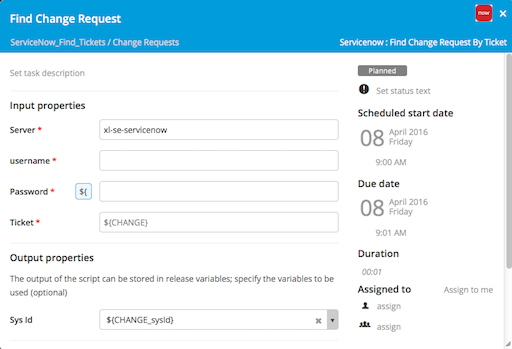 Find Change Request
now
ServiceNow_Find_Tickets / Change Requests
Servicenow : Find Change Request By Ticket
Set task description
Input properties
Server *
xl-se-servicenow
username *
Password *
${
Ticket *
${CHANGE}
Output properties
The output of the script can be stored in release variables; specify the variables to be
used (optional)
Sys Id
${CHANGE_sysId}
Planned
Set status text
Scheduled start date
08
April 2016
Friday
9:00 AM
Due date
08
April 2016
Friday
9:01 AM
Duration
00:01
Assigned to
Assign to me
assign
assign